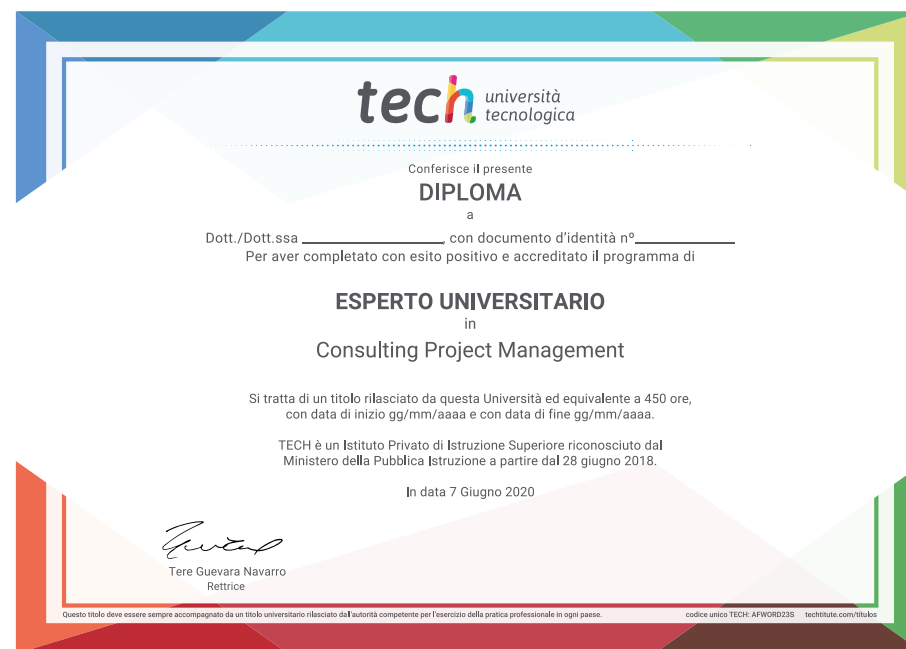 tech università
tecnologica
Conferisce il presente
DIPLOMA
a
Dott./Dott.ssa ____________________, con documento d'identità nº______________
Per aver completato con esito positivo e accreditato il programma di
ESPERTO UNIVERSITARIO
in
Consulting Project Management
Si tratta di un titolo rilasciato da questa Università ed equivalente a 450 ore,
con data di inizio gg/mm/aaaa e con data di fine gg/mm/aaaa.
TECH è un Istituto Privato di Istruzione Superiore riconosciuto dal
Ministero della Pubblica Istruzione a partire dal 28 giugno 2018.
In data 7 Giugno 2020
Tere Guevara Navarro
Rettrice
Questo titolo deve essere sempre accompagnato da un titolo universitario rilasciato dall'autorità competente per l'esercizio della pratica professionale in ogni paese. codice unico TECH: AFWORD23S techtitute.com/titulos